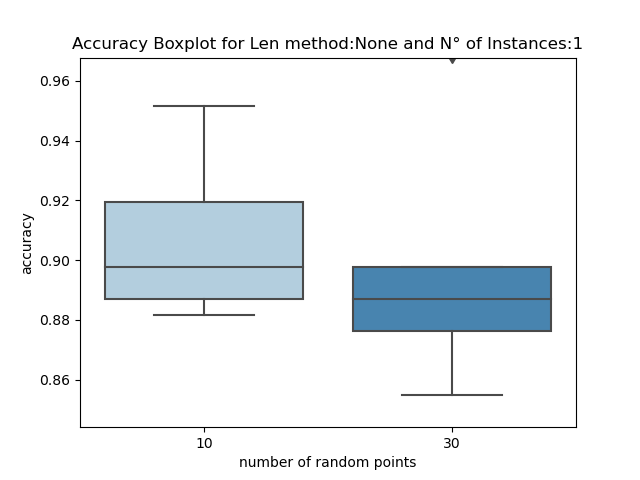 Accuracy Boxplot for Len method:None and N° of Instances:1
0.96
0.94
0.92
0.90
0.88
0.86
accuracy
10 30
number of random points